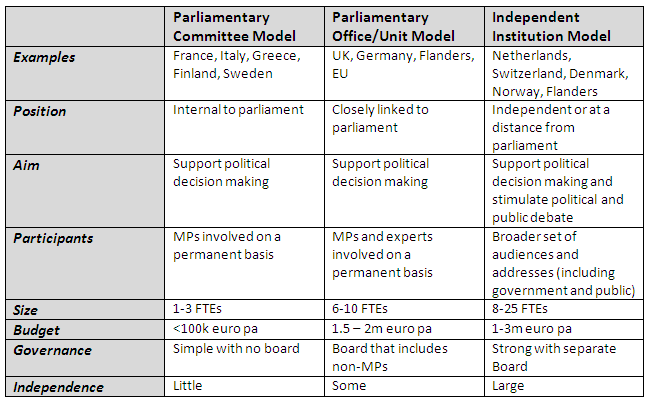 Parliamentary Committee Model
Parliamentary Office/Unit Model
Independent Institution Model
Examples
France, Italy, Greece,
Finland, Sweden
UK, Germany, Flanders,
EU
Netherlands,
Switzerland, Denmark,
Norway, Flanders
Position
Internal to parliament
Closely linked to
parliament
Independent or at a
distance from
parliament
Aim
Support political
decision making
Support political
decision making
Support political
decision making and
stimulate political and
public debate
Participants
MPs involved on a
permanent basis
MPs and experts
involved on a
permanent basis
Broader set of
audiences and
addresses (including
government and public)
Size
1-3 FTEs
6-10 FTEs
8-25 FTEs
Budget
<100k euro pa
1.5 – 2m euro pa
1-3m euro pa
Governance
Simple with no board
Board that includes
non-MPs
Strong with separate
Board
Independence
Little
Some
Large